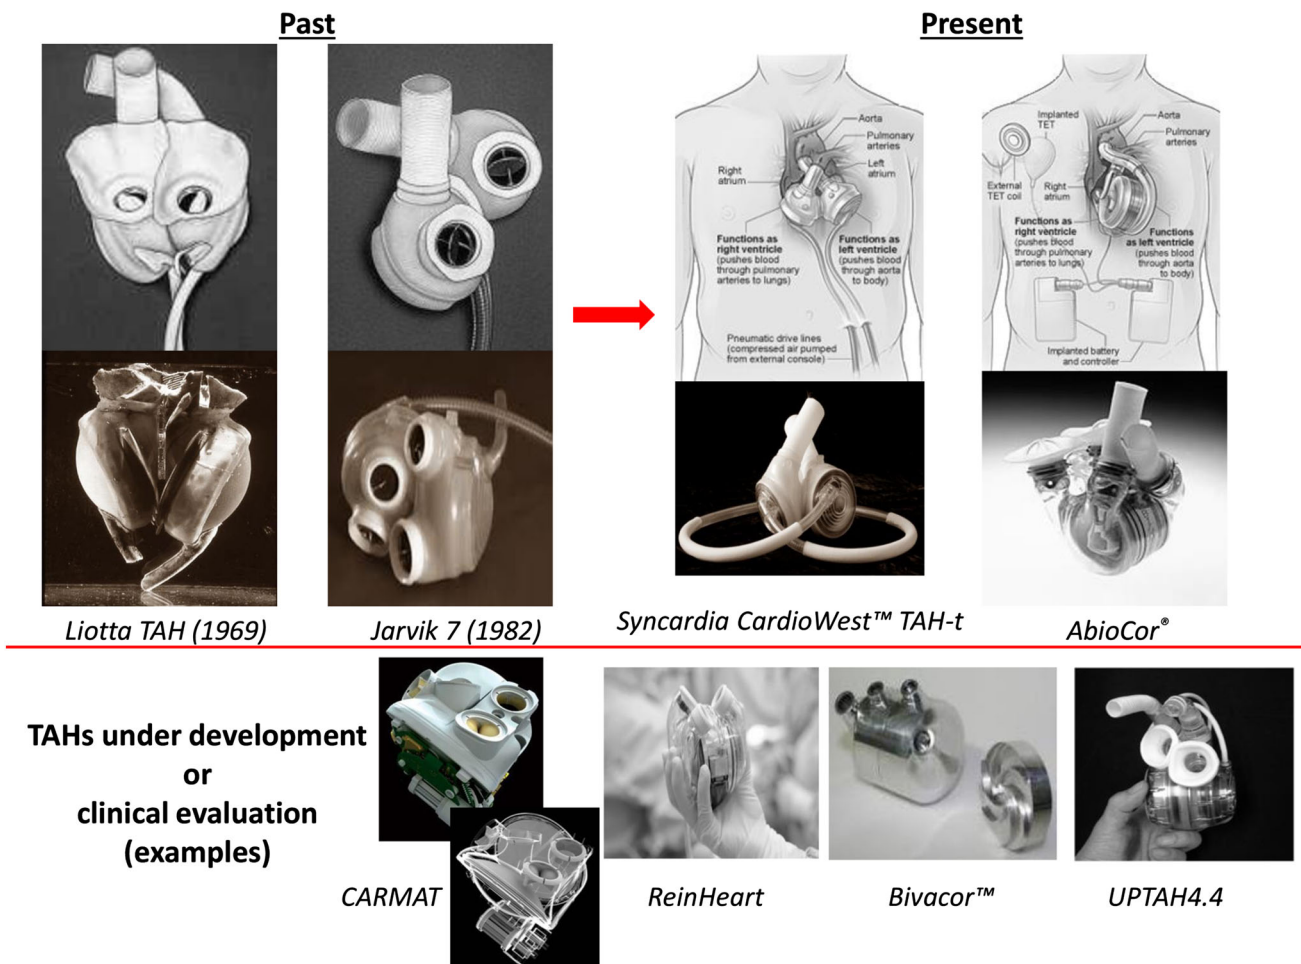 Past
Present
Aorta
Pulmonary
arteries
Left
atrium
Right
atrium
Functions as
right ventricle
(pushes blood
through pulmonary
arteries to lungs)
Functions as
left ventricle
(pushes blood
through aorta
to body)
Pneumatic drive lines
(compressed air pumped
from external console)
Implanted
TET
Aorta
Pulmonary
arteries
External
TET coil
Right
atrium
Functions as
right ventricle
(pushes blood
through pulmonary
arteries to lungs)
Functions
as left ventricle
(pushes blood
through aorta
to body)
Implanted battery
and controller
Liotta TAH (1969)
Jarvik 7 (1982)
Syncardia CardioWest™ TAH-t
AbioCor®
TAHs under development
or
clinical evaluation
(examples)
CARMAT
ReinHeart
Bivacor™
UPTAH4.4